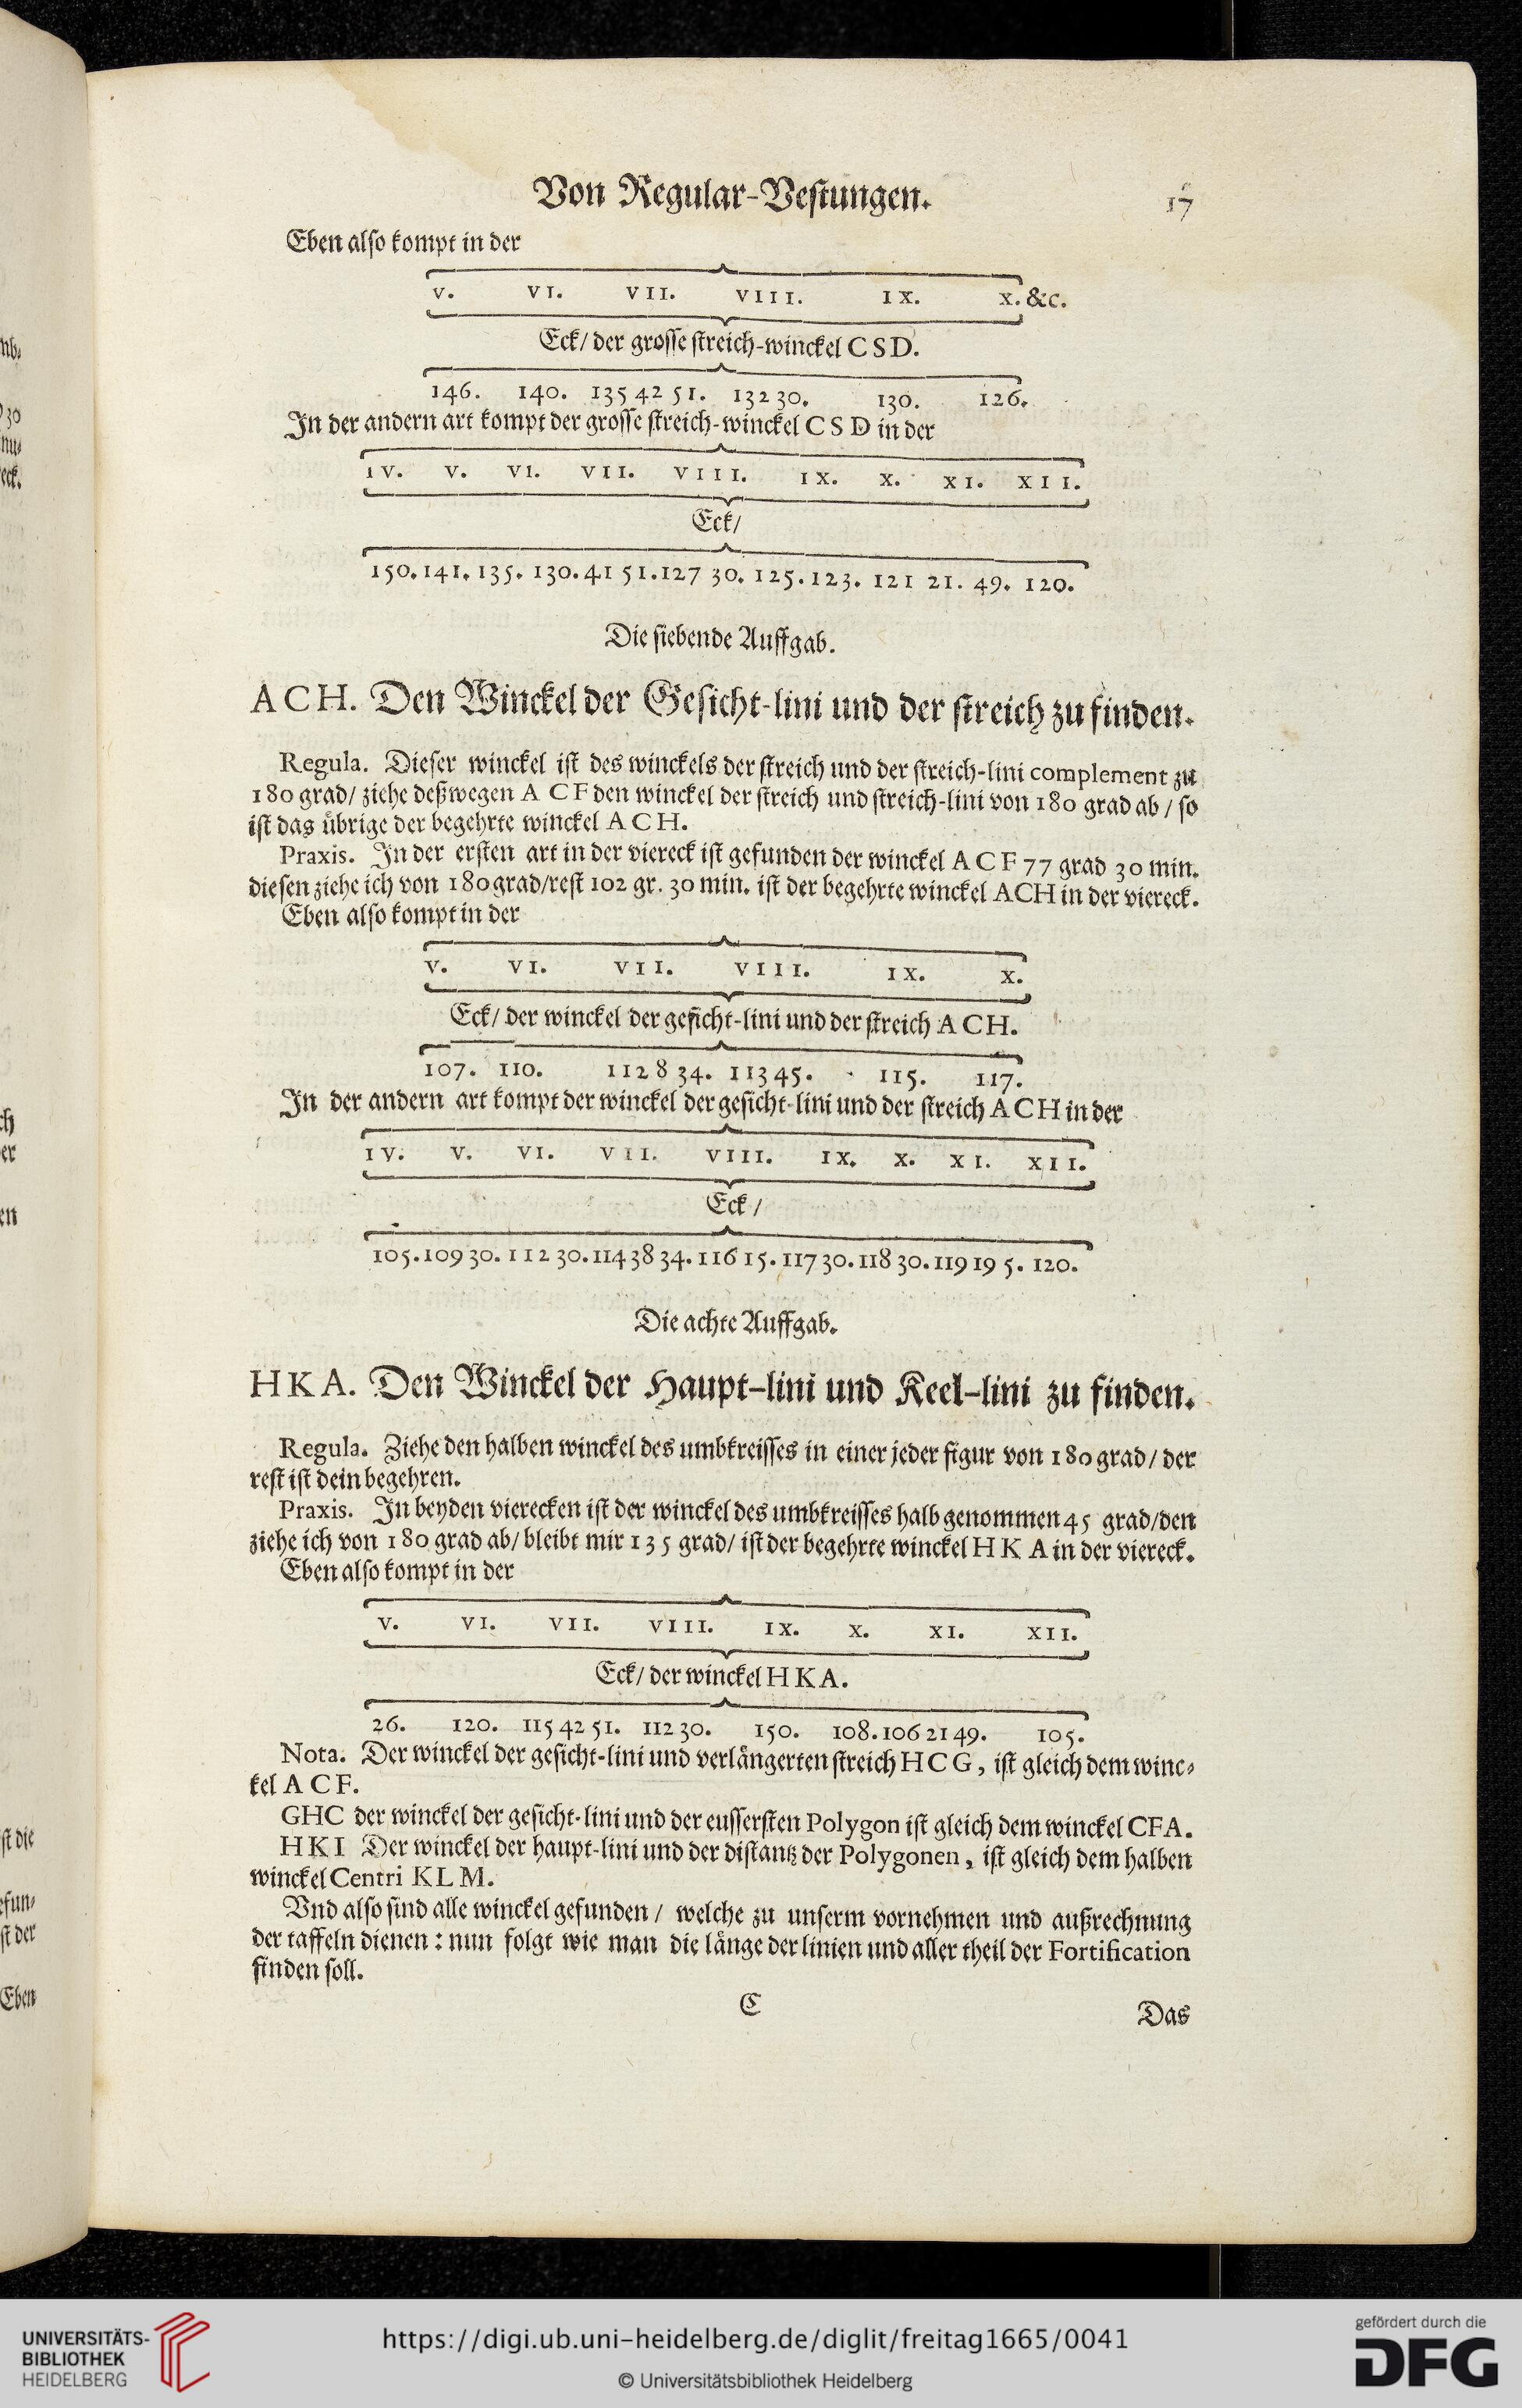 Von Regular-Vestungen.
17
Eben also kompt in der
V. VI. VII. VIII. IX. X. &c.
Eck/ der grosse streich-winckel CSD.
146. 140. 135 42 51. 132 30. 130. 126.
In der andern art kompt der grosse streich-winckel C S D in der
IV. V. VI. VII. VIII. IX. X. XI. XII.
Eck/
150. 141. 135. 130. 41 51. 127 30. 125. 123. 121 21. 49. 120.
Die siebende Auffgab.
ACH. Den Winckel der Gesicht-lini und der streich zu finden.
Regula. Dieser winckel ist des winckels der streich und der streich-lini complement zu
180 grad/ ziehe deßwegen A C F den winckel der streich und streich-lini von 180 grad ab / so
ist das übrige der begehrte winckel A C H.
Praxis. In der ersten art in der viereck ist gefunden der winckel A C F 77 grad 30 min.
diesen ziehe ich von 180 grad/rest 102 gr. 30 min. ist der begehrte winckel ACH in der viereck.
Eben also kompt in der
V. VI. VII. VIII. IX. X.
Eck/ der winckel der gesicht-lini und der streich A C H.
107. 110. 112 8 34. 113 45. 115. 117.
In der andern art kompt der winckel der gesicht-lini und der streich A C H in der
IV. V. VI. VII. VIII. IX. X. XI. XII.
Eck /
105. 109 30. 112 30. 114 38 34. 116 15. 117 30. 118 30. 119 19 5. 120.
Die achte Auffgab.
HKA. Den Winckel der Haupt-lini und Keel-lini zu finden.
Regula. Ziehe den halben winckel des umbkreisses in einer jeder figur von 180 grad/ der
rest ist dein begehren.
Praxis. In beyden vierecken ist der winckel des umbkreisses halb genommen 45 grad/den
ziehe ich von 180 grad ab/ bleibt mir 135 grad/ ist der begehrte winckel H K A in der viereck.
Eben also kompt in der
V. VI. VII. VIII. IX. X. XI. XII.
Eck/ der winckel H K A.
26. 120. 115 42 51. 112 30. 150. 108. 106 21 49. 105.
Nota. Der winckel der gesicht-lini und verlängerten streich H C G, ist gleich dem winc-
kel A C F.
GHC der winckel der gesicht-lini und der eussersten Polygon ist gleich dem winckel CFA.
H K I Der winckel der haupt-lini und der distantz der Polygonen, ist gleich dem halben
winckel Centri K L M.
Vnd also sind alle winckel gefunden / welche zu unserm vornehmen und außrechnung
der taffeln dienen: nun folgt wie man die länge der linien und aller theil der Fortification
finden soll.
C
Das
UNIVERSITÄTS-
BIBLIOTHEK
HEIDELBERG
https://digi.ub.uni-heidelberg.de/diglit/freitag1665/0041
© Universitätsbibliothek Heidelberg
gefördert durch die
DFG